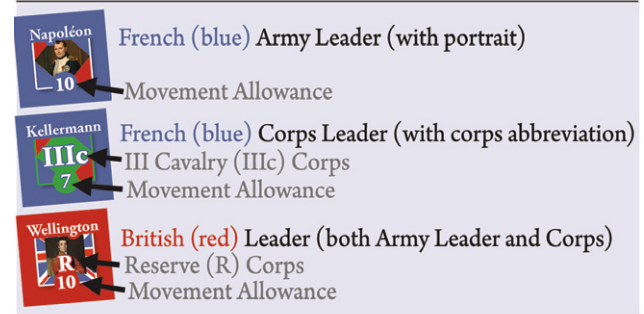 Napoléon
10
French (blue) Army Leader (with portrait)
Movement Allowance
Kellermann
IIIc
7
French (blue) Corps Leader (with corps abbreviation)
III Cavalry (IIIc) Corps
Movement Allowance
Wellington
R
10
British (red) Leader (both Army Leader and Corps)
Reserve (R) Corps
Movement Allowance